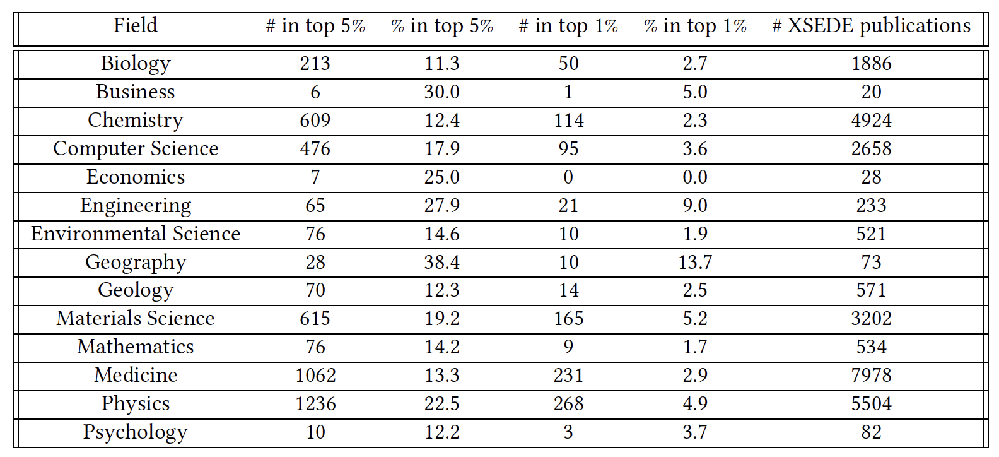 Field # in top 5% % in top 5% # in top 1% % in top 1% # XSEDE publications
Biology 213 11.3 50 2.7 1886
Business 6 30.0 1 5.0 20
Chemistry 609 12.4 114 2.3 4924
Computer Science 476 17.9 95 3.6 2658
Economics 7 25.0 0 0.0 28
Engineering 65 27.9 21 9.0 233
Environmental Science 76 14.6 10 1.9 521
Geography 28 38.4 10 13.7 73
Geology 70 12.3 14 2.5 571
Materials Science 615 19.2 165 5.2 3202
Mathematics 76 14.2 9 1.7 534
Medicine 1062 13.3 231 2.9 7978
Physics 1236 22.5 268 4.9 5504
Psychology 10 12.2 3 3.7 82